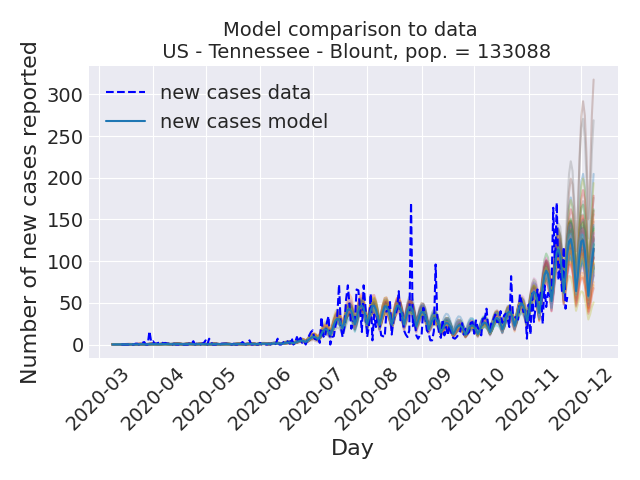 Model comparison to data
US - Tennessee - Blount, pop. = 133088
new cases data
new cases model
Number of new cases reported
300
250
200
150
100
50
0
2020-03
2020-04
2020-05
2020-06
2020-07
2020-08
2020-09
2020-10
2020-11
2020-12
Day